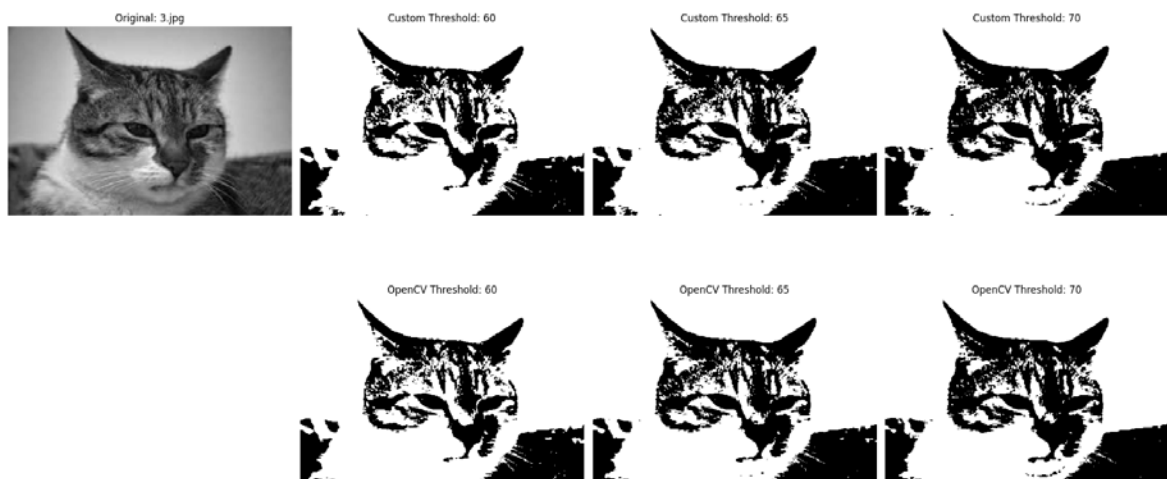 Original: 3.jpg
Custom Threshold: 60
Custom Threshold: 65
Custom Threshold: 70
OpenCV Threshold: 60
OpenCV Threshold: 65
OpenCV Threshold: 70